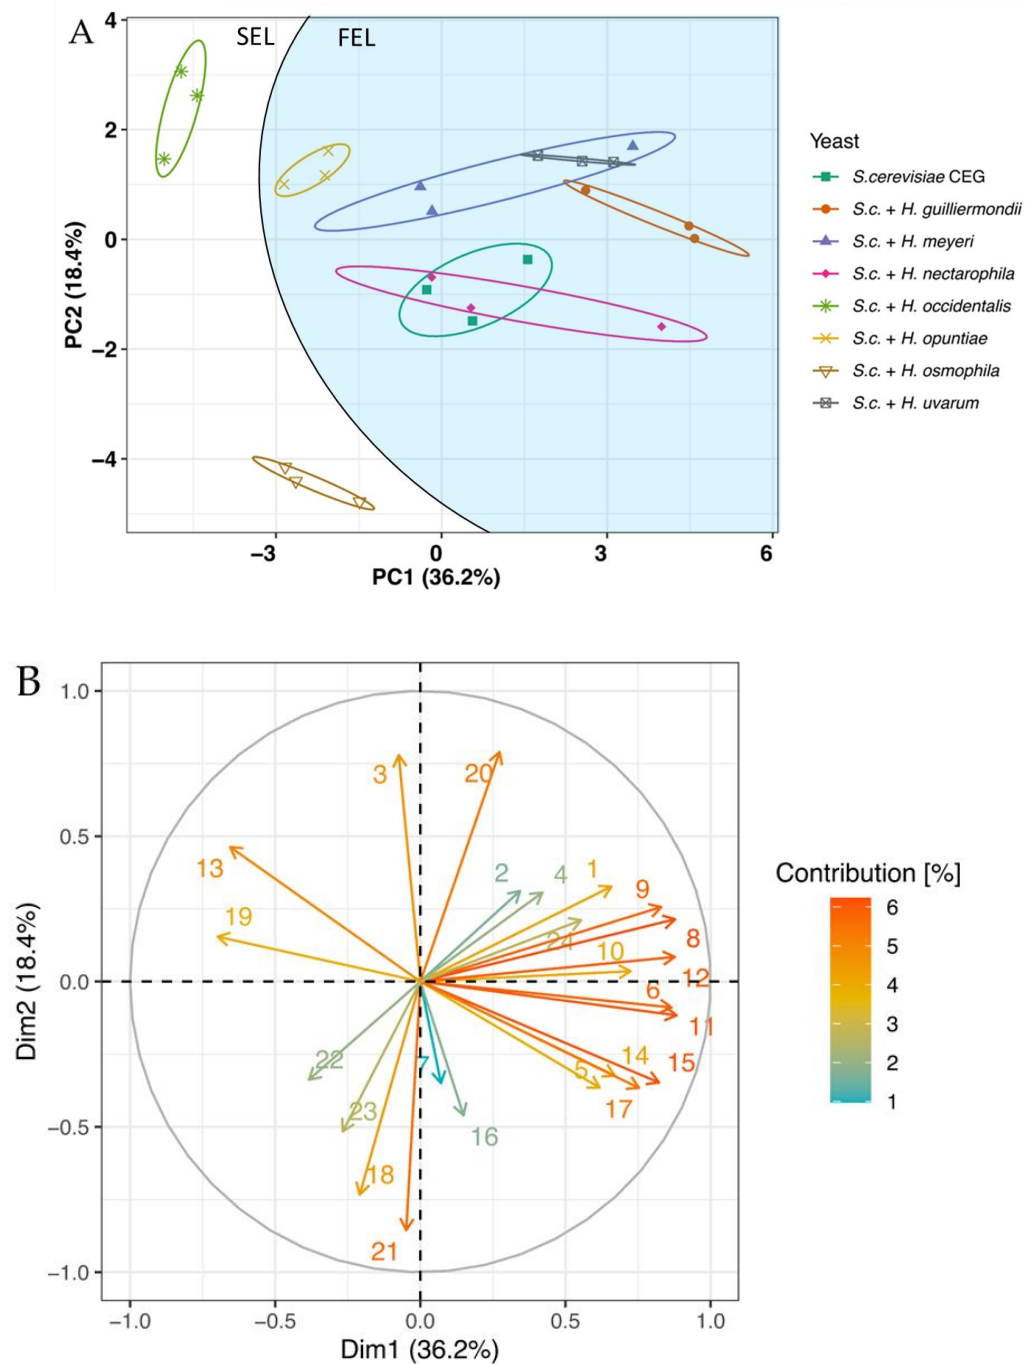 A
SEL
FEL
4
2
0
−2
−4
PC2 (18.4%)
−3
0
3
6
PC1 (36.2%)
Yeast
S.cerevisiae CEG
S.c. + H. guilliermondii
S.c. + H. meyeri
S.c. + H. nectarophila
S.c. + H. occidentalis
S.c. + H. opuntiae
S.c. + H. osmophila
S.c. + H. uvarum
B
1.0
0.5
0.0
−0.5
−1.0
Dim2 (18.4%)
3
20
13
2
4
1
9
19
24
10
8
12
6
11
22
7
5
14
15
23
17
16
18
21
−1.0
−0.5
0.0
0.5
1.0
Dim1 (36.2%)
Contribution [%]
6
5
4
3
2
1